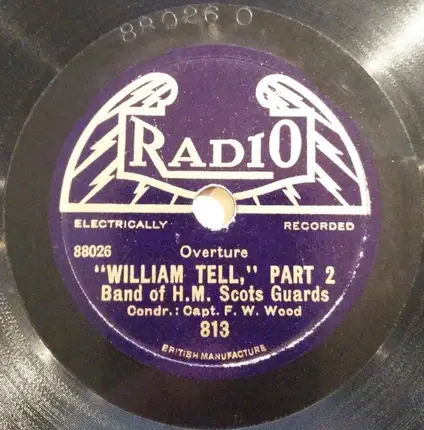 88026 O
RADIO
ELECTRICALLY RECORDED
88026 Overture
"WILLIAM TELL," PART 2
Band of H.M. Scots Guards
Condr.: Capt. F. W. Wood
813
BRITISH MANUFACTURE